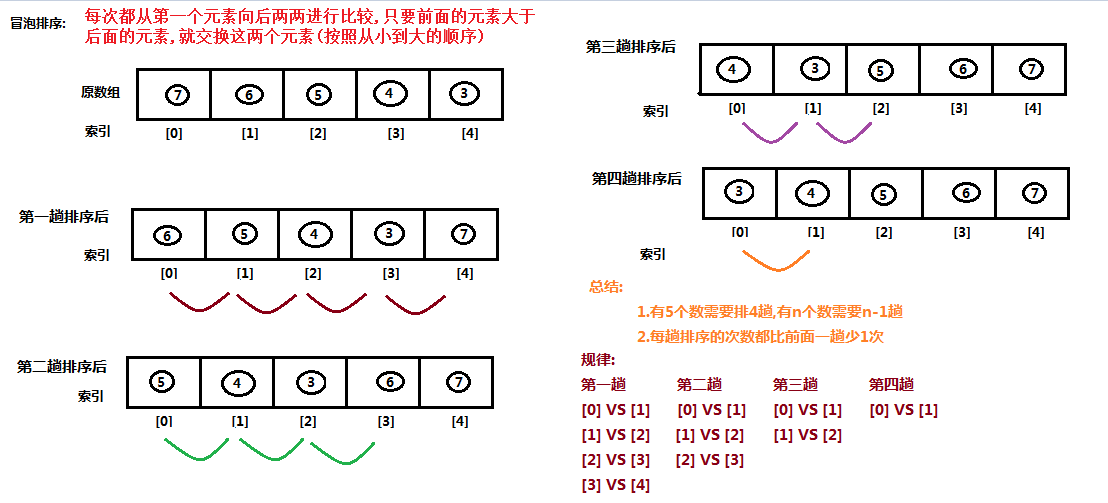 冒泡排序:
每次都从第一个元素向后两两进行比较,只要前面的元素大于
后面的元素,就交换这两个元素(按照从小到大的顺序)
原数组
7 6 5 4 3
索引
[0] [1] [2] [3] [4]
第一趟排序后
6 5 4 3 7
索引
[0] [1] [2] [3] [4]
第二趟排序后
5 4 3 6 7
索引
[0] [1] [2] [3] [4]
第三趟排序后
4 3 5 6 7
索引
[0] [1] [2] [3] [4]
第四趟排序后
3 4 5 6 7
[0] [1] [2] [3] [4]
索引
总结:
1.有5个数需要排4趟,有n个数需要n-1趟
2.每趟排序的次数都比前面一趟少1次
规律:
第一趟 第二趟 第三趟 第四趟
[0] VS [1] [0] VS [1] [0] VS [1] [0] VS [1]
[1] VS [2] [1] VS [2] [1] VS [2]
[2] VS [3] [2] VS [3]
[3] VS [4]